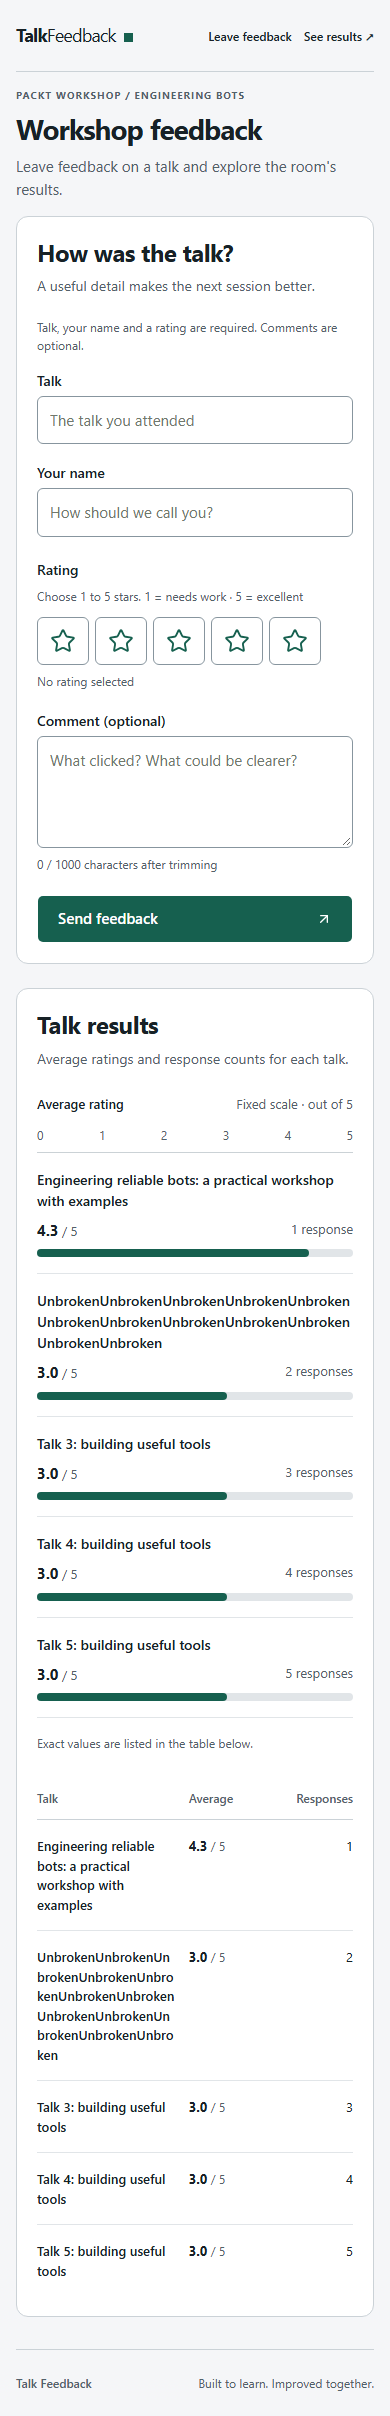 TalkFeedback
Leave feedback See results ↗
PACKT WORKSHOP / ENGINEERING BOTS
Workshop feedback
Leave feedback on a talk and explore the room's
results.
How was the talk?
A useful detail makes the next session better.
Talk, your name and a rating are required. Comments are
optional.
Talk
The talk you attended
Your name
How should we call you?
Rating
Choose 1 to 5 stars. 1 = needs work · 5 = excellent
No rating selected
Comment (optional)
What clicked? What could be clearer?
0 / 1000 characters after trimming
Send feedback
Talk results
Average ratings and response counts for each talk.
Average rating Fixed scale · out of 5
0 1 2 3 4 5
Engineering reliable bots: a practical workshop
with examples
4.3 / 5 1 response
UnbrokenUnbrokenUnbrokenUnbrokenUnbroken
UnbrokenUnbrokenUnbrokenUnbrokenUnbroken
UnbrokenUnbroken
3.0 / 5 2 responses
Talk 3: building useful tools
3.0 / 5 3 responses
Talk 4: building useful tools
3.0 / 5 4 responses
Talk 5: building useful tools
3.0 / 5 5 responses
Exact values are listed in the table below.
Talk Average Responses
Engineering reliable 4.3 / 5 1
bots: a practical
workshop with
examples
UnbrokenUnbrokenUn 3.0 / 5 2
brokenUnbrokenUnbro
kenUnbrokenUnbroken
UnbrokenUnbrokenUn
brokenUnbrokenUnbro
ken
Talk 3: building useful 3.0 / 5 3
tools
Talk 4: building useful 3.0 / 5 4
tools
Talk 5: building useful 3.0 / 5 5
tools
Talk Feedback Built to learn. Improved together.